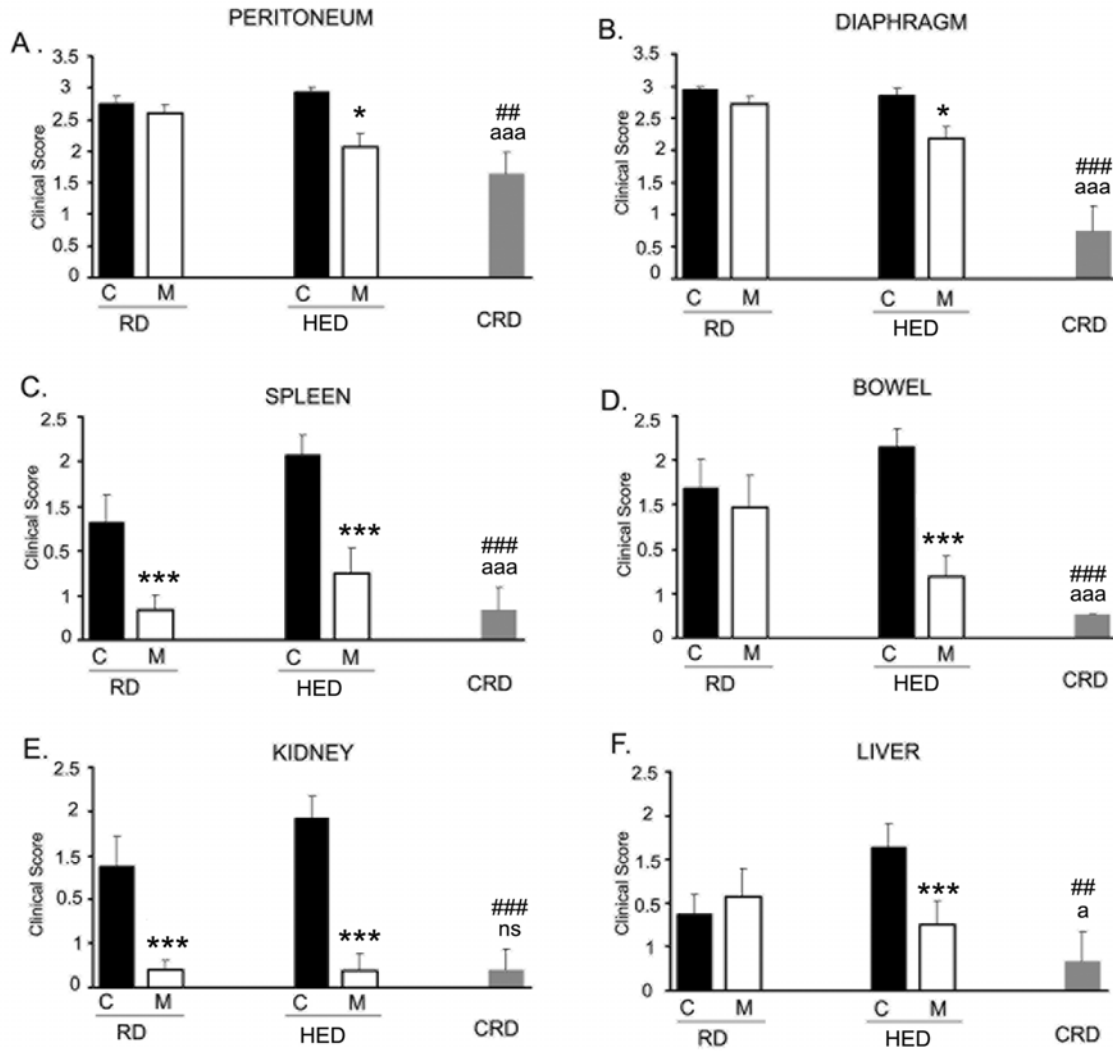 PERITONEUM
A .
3.5
3
2.5
2
1.5
1
0.5
0
Clinical Score
*
##
aaa
C M C M
RD HED CRD
DIAPHRAGM
B.
3.5
3
2.5
2
1.5
1
0.5
0
Clinical Score
*
###
aaa
C M C M
RD HED CRD
C.
SPLEEN
2.5
2
1.5
0.5
1
0
Clinical Score
***
***
###
aaa
C M C M
RD HED CRD
D.
BOWEL
2.5
2
1.5
0.5
1
0
Clinical Score
***
###
aaa
C M C M
RD HED CRD
E.
KIDNEY
2.5
2
1.5
0.5
1
0
Clinical Score
***
***
###
ns
C M C M
RD HED CRD
F.
LIVER
2.5
2
1.5
0.5
1
0
Clinical Score
***
##
a
C M C M
RD HED CRD